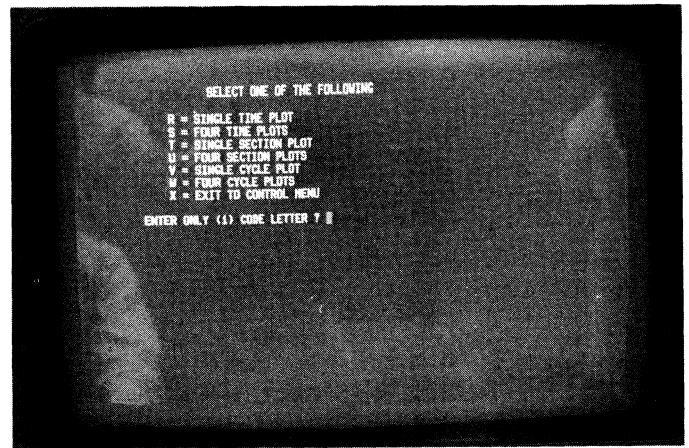 SELECT ONE OF THE FOLLOWING
R = SINGLE TIME PLOT
S = FOUR TIME PLOTS
T = SINGLE SECTION PLOT
U = FOUR SECTION PLOTS
V = SINGLE CYCLE PLOT
W = FOUR CYCLE PLOTS
X = EXIT TO CONTROL MENU
ENTER ONLY (1) CODE LETTER ?